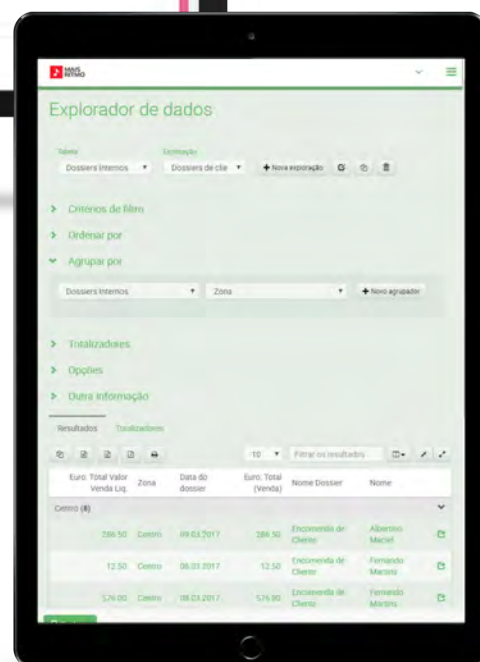 MAIS
RITMO
Explorador de dados
Tabela Exploração
Dossiers internos Dossiers de clie + Nova exploração
Critérios de filtro
Ordenar por
Agrupar por
Dossiers internos Zona + Novo agrupador
Totalizadores
Opções
Outra Informação
Resultados Totalizadores
10 Filtrar os resultados
Euro: Total Valor Venda Liq. Zona Data do dossier Euro: Total (Venda) Nome Dossier Nome
Centro (8)
286.50 Centro 09.03.2017 286.50 Encomenda de Cliente Albertino Maciel
12.50 Centro 08.03.2017 12.50 Encomenda de Cliente Fernando Martins
576.00 Centro 08.03.2017 576.00 Encomenda de Cliente Fernando Martins